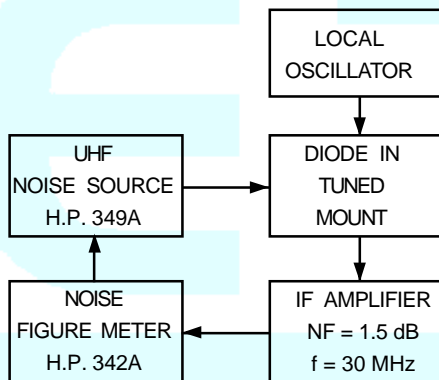 LOCAL
OSCILLATOR
UHF
NOISE SOURCE
H.P. 349A
DIODE IN
TUNED
MOUNT
NOISE
FIGURE METER
H.P. 342A
IF AMPLIFIER
NF = 1.5 dB
f = 30 MHz